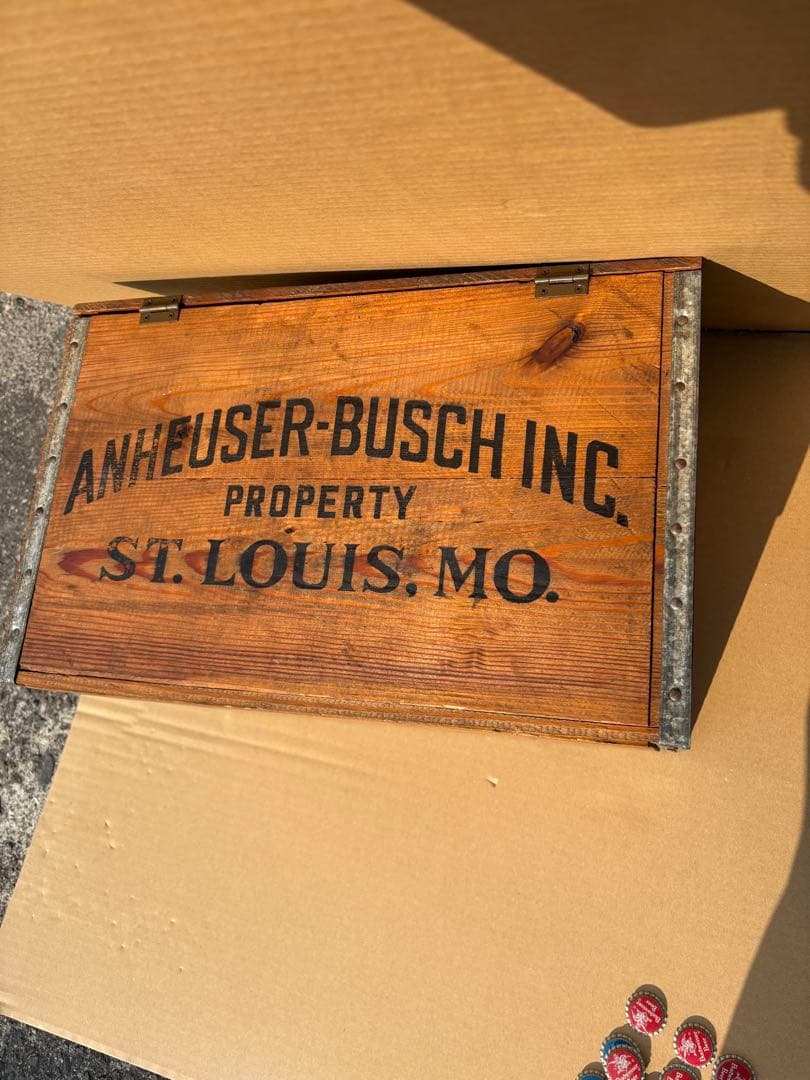 ANHEUSER-BUSCH INC.
PROPERTY
ST. LOUIS, MO.